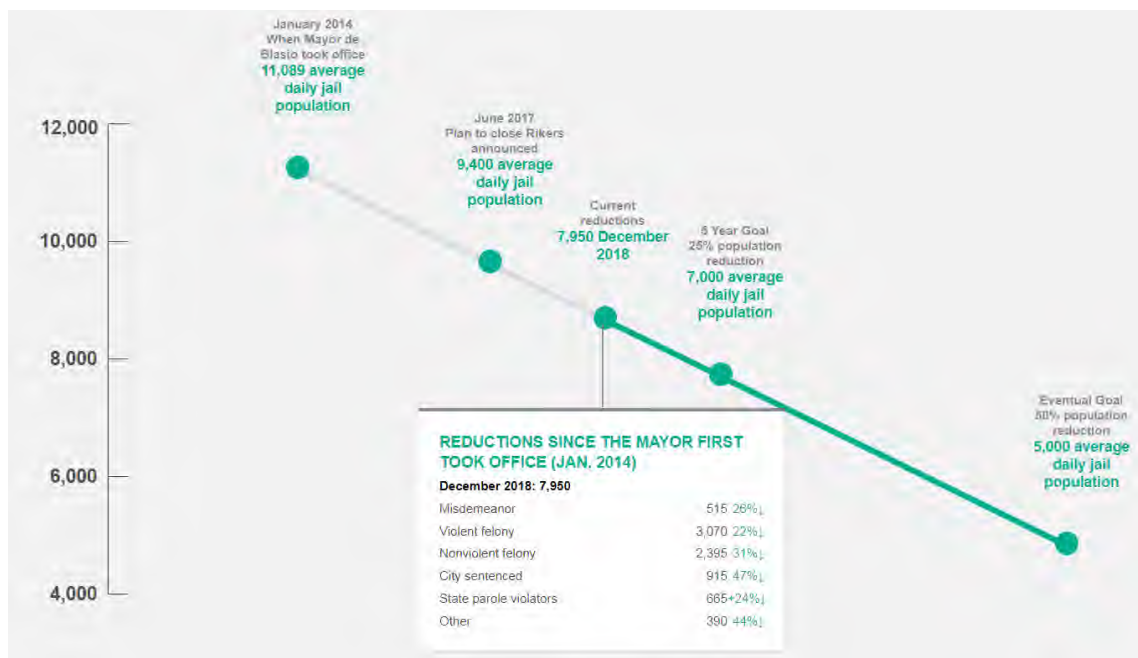 January 2014
When Mayor de
Blasio took office
11,089 average
daily jail
population
June 2017
Plan to close Rikers
announced
9,400 average
daily jail
population
Current
reductions
7,950 December
2018
5 Year Goal
25% population
reduction
7,000 average
daily jail
population
Eventual Goal
50% population
reduction
5,000 average
daily jail
population
12,000
10,000
8,000
6,000
4,000
REDUCTIONS SINCE THE MAYOR FIRST
TOOK OFFICE (JAN, 2014)
December 2018: 7,950
Misdemeanor 515 26%↓
Violent felony 3,070 22%↓
Nonviolent felony 2,395 31%↓
City sentenced 915 47%↓
State parole violators 665+24%↓
Other 390 44%↓